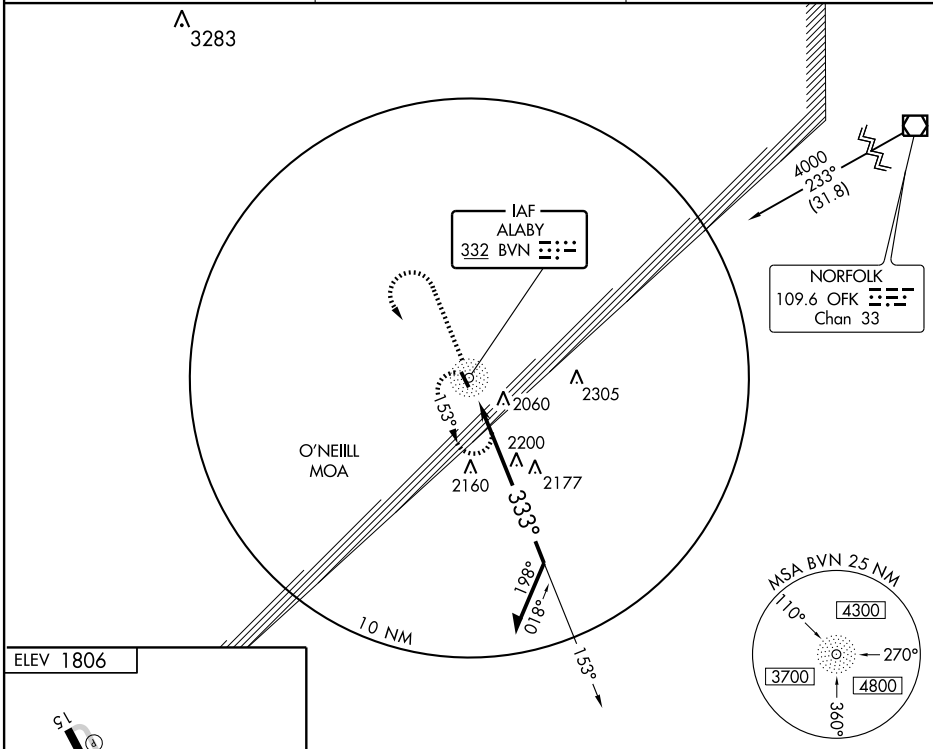 3283
4000
233°
(31.8)
IAF
ALABY
332 BVN
NORFOLK
109.6 OFK
Chan 33
153°
2060
2305
O'NEIILL
MOA
2200
2160
2177
333°
198°
018°
153°
10 NM
MSA BVN 25 NM
110°
4300
270°
3700
4800
360°
ELEV 1806
15
P